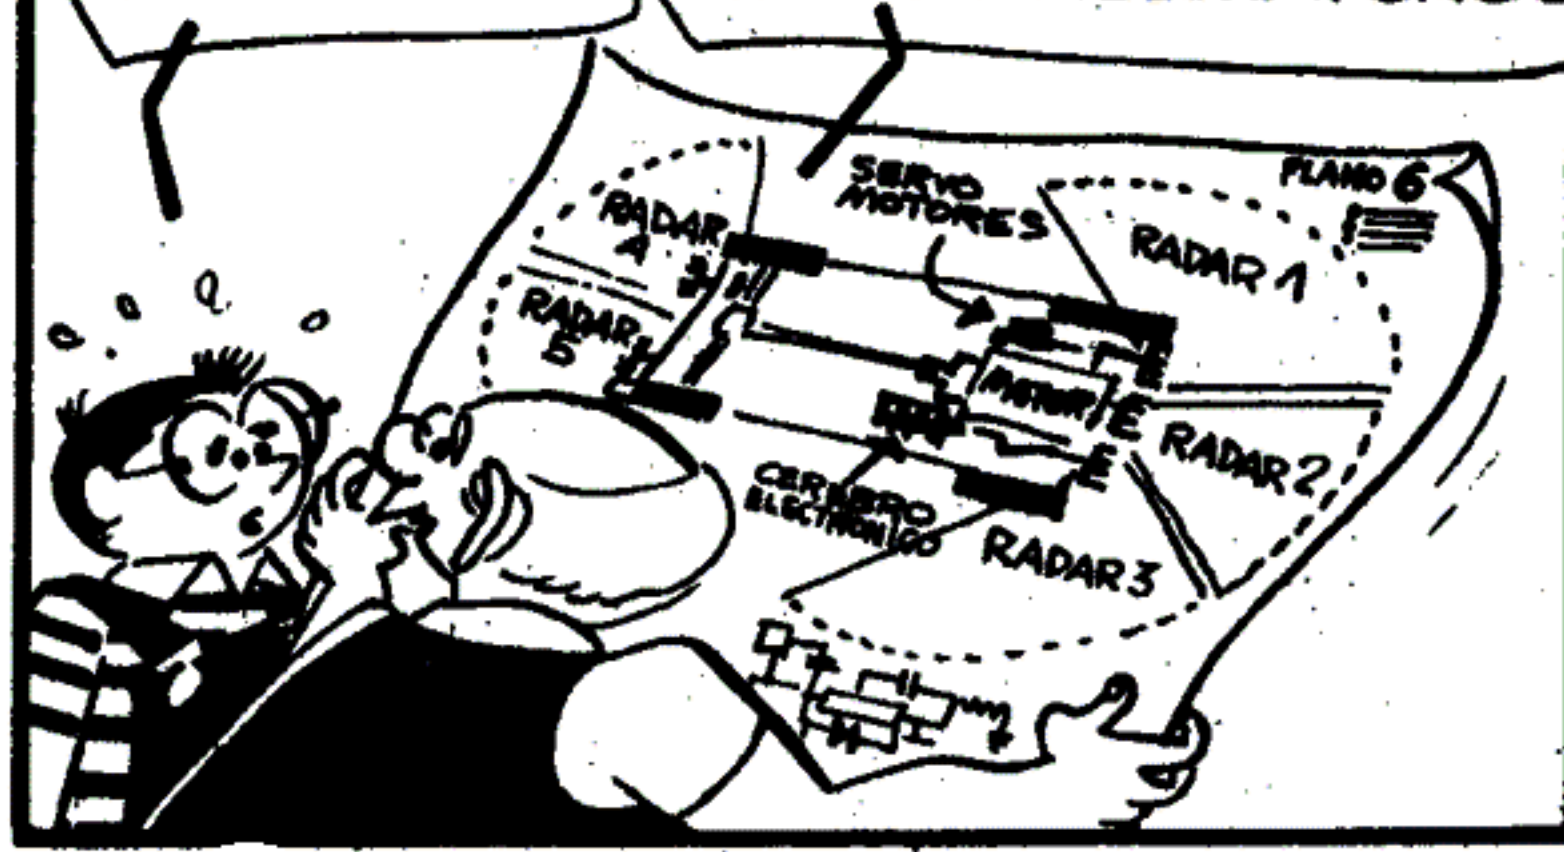 PLANO 6
SERVO
MOTORES
RADAR 1
RADAR
4
RADAR
5
MOTOR
RADAR 2
CEREBRO
ELECTRONICO
RADAR 3